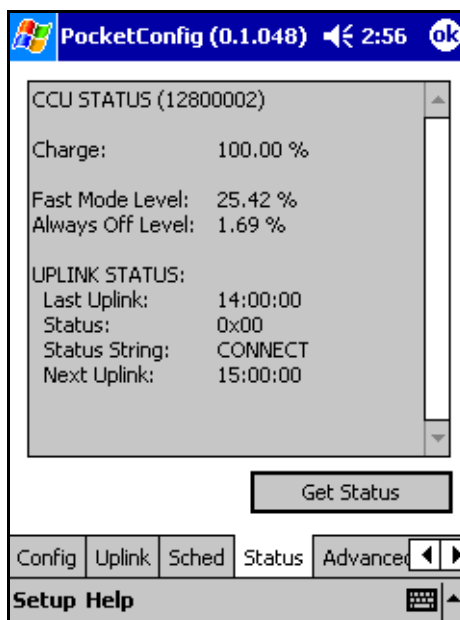 PocketConfig (0.1.048) 2:56 ok
CCU STATUS (12800002)
Charge: 100.00 %
Fast Mode Level: 25.42 %
Always Off Level: 1.69 %
UPLINK STATUS:
Last Uplink: 14:00:00
Status: 0x00
Status String: CONNECT
Next Uplink: 15:00:00
Get Status
Config Uplink Sched Status Advanced
Setup Help